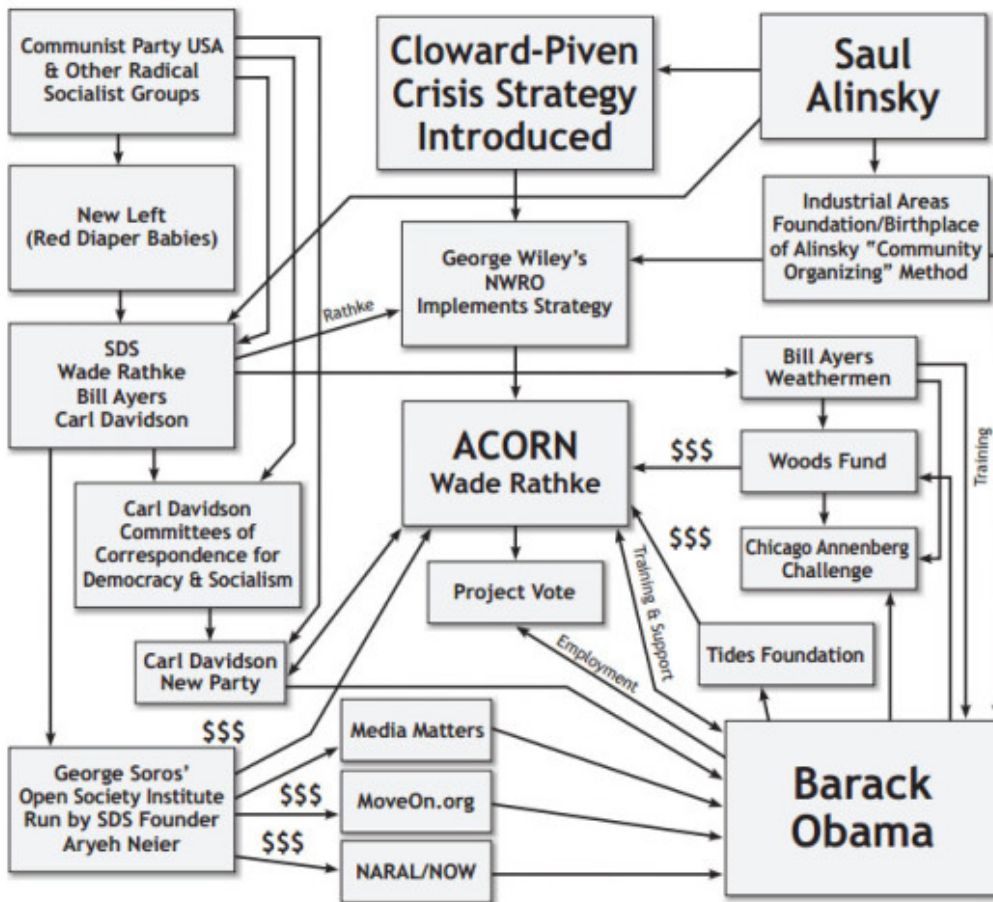 Communist Party USA
& Other Radical
Socialist Groups
Cloward-Piven
Crisis Strategy
Introduced
Saul
Alinsky
New Left
(Red Diaper Babies)
George Wiley's
NWRO
Implements Strategy
Industrial Areas
Foundation/Birthplace
of Alinsky "Community
Organizing" Method
Rathke
SDS
Wade Rathke
Bill Ayers
Carl Davidson
Bill Ayers
Weathermen
Training
ACORN
Wade Rathke
$$$
Woods Fund
Carl Davidson
Committees of
Correspondence for
Democracy & Socialism
$$$
Chicago Annenberg
Challenge
Project Vote
Training & Support
Employment
Tides Foundation
Carl Davidson
New Party
$$$
Media Matters
George Soros'
Open Society Institute
Run by SDS Founder
Aryeh Neier
$$$
MoveOn.org
$$$
NARAL/NOW
Barack
Obama